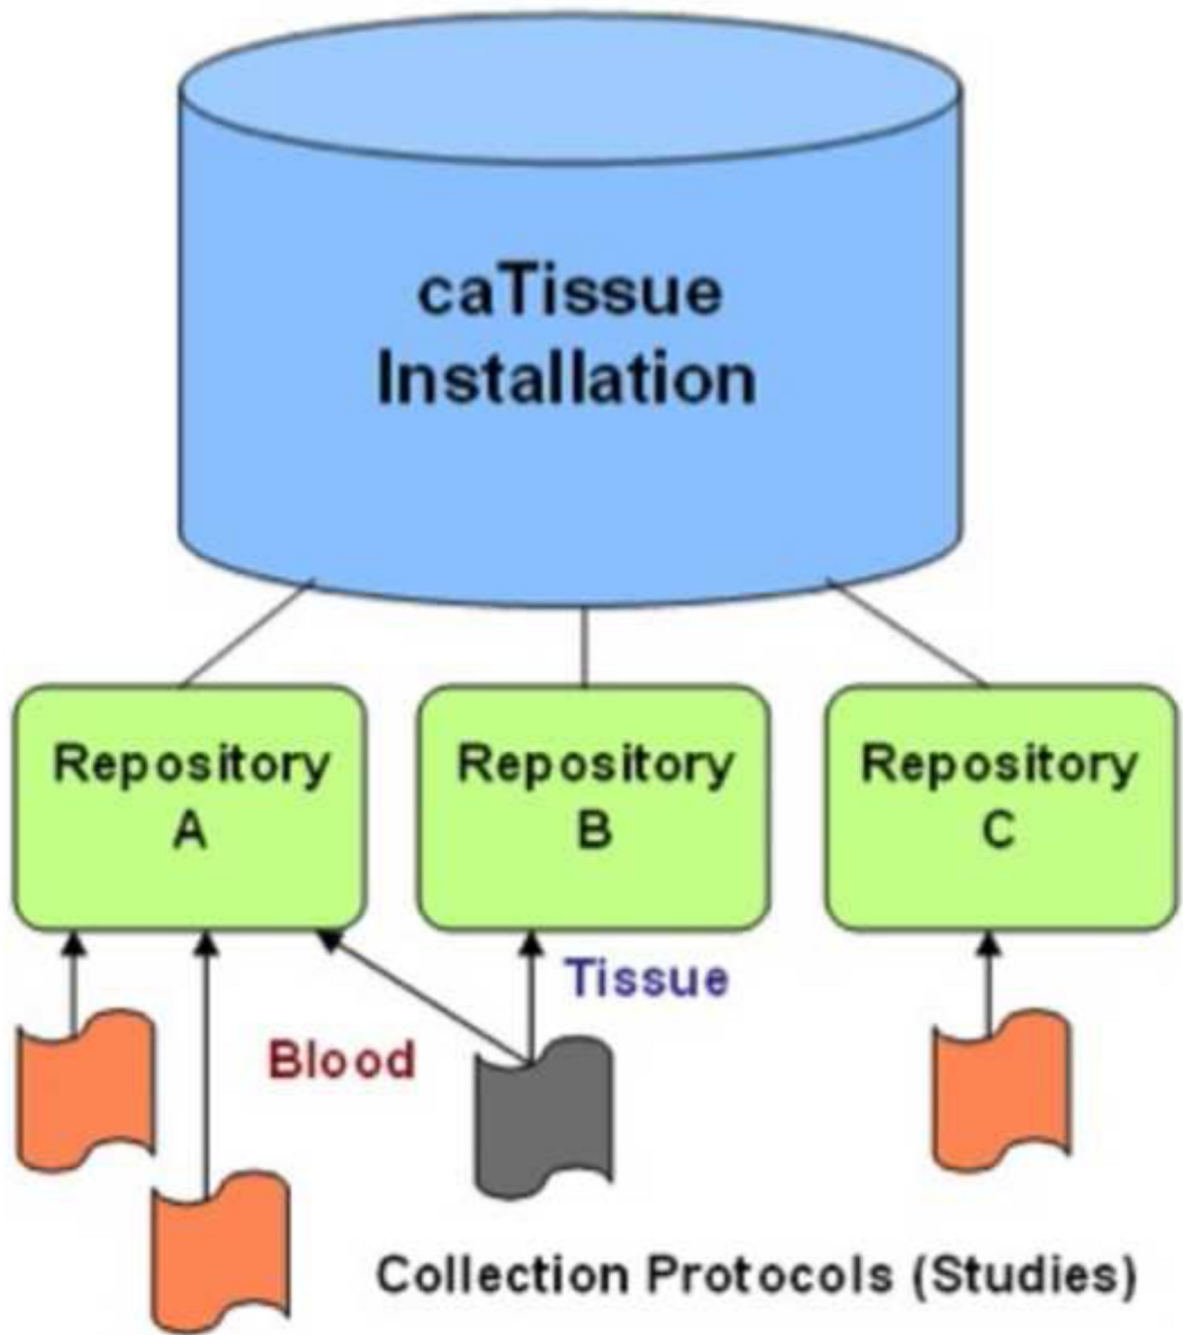 caTissue
Installation
Repository
A
Repository
B
Repository
C
Tissue
Blood
Collection Protocols (Studies)